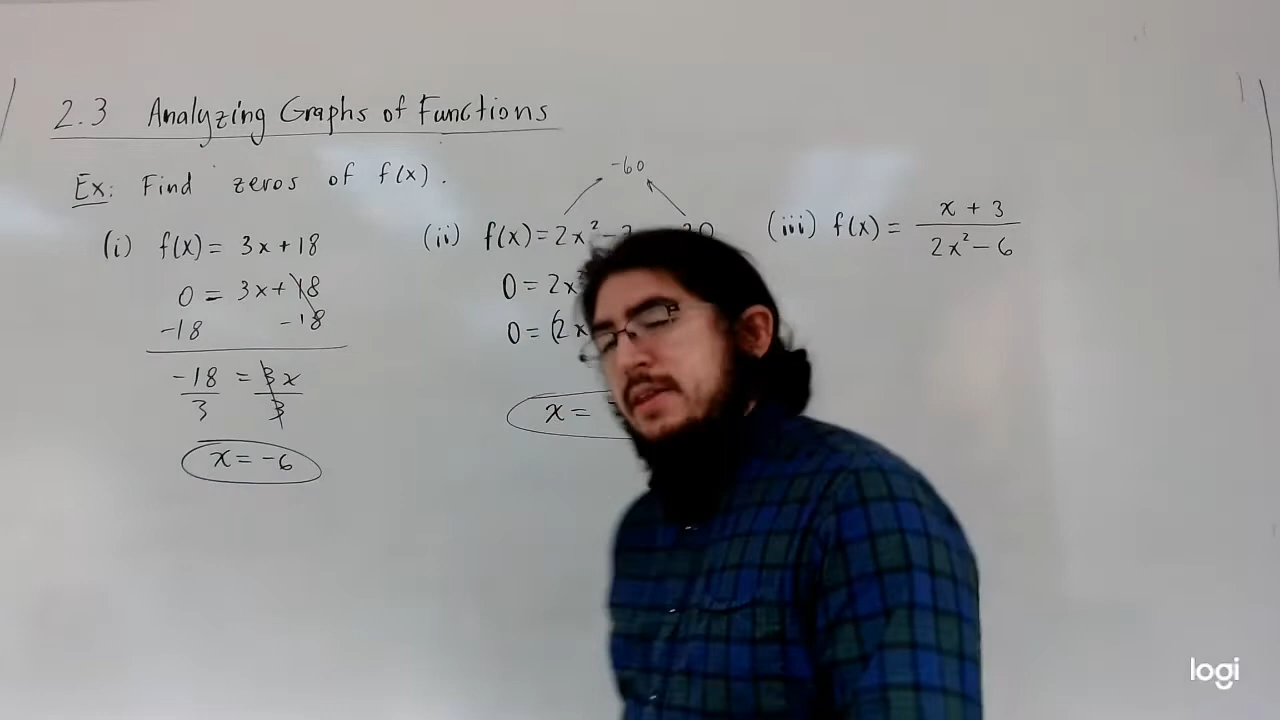 2.3 Analyzing Graphs of Functions
Ex: Find zeros of f(x).
(i) f(x) = 3x + 18
0 = 3x + 18
-18 -18
-18 = 3x
3 3
x = -6
-60
(ii) f(x) = 2x² -
0 = 2x
0 = (2x
x =
(iii) f(x) = x + 3
2x² - 6
logi